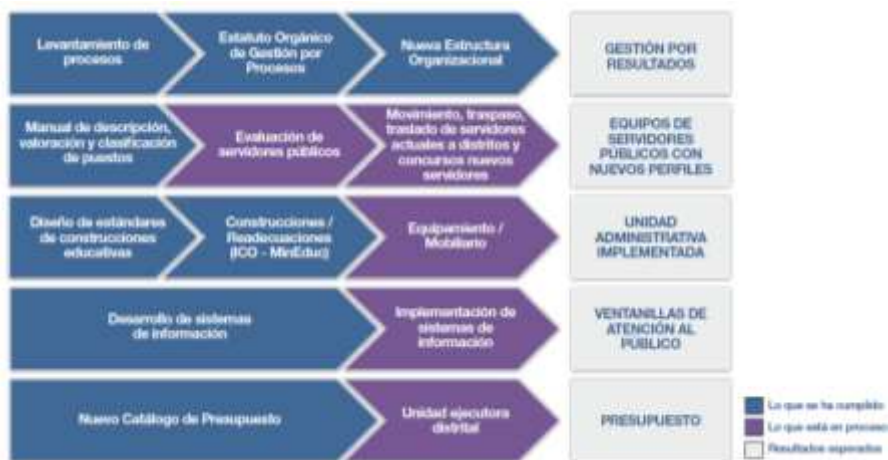 Levantamiento de
procesos
Estatuto Orgánico
de Gestión por
Procesos
Nueva Estructura
Organizacional
GESTIÓN POR
RESULTADOS
Manual de descripción,
valoración y clasificación
de puestos
Evaluación de
servidores públicos
Movimiento, traspaso,
traslado de servidores
actuales a distritos y
concursos nuevos
servidores
EQUIPOS DE
SERVIDORES
PÚBLICOS CON
NUEVOS PERFILES
Diseño de estándares
de construcciones
educativas
Construcciones /
Readecuaciones
(ICO - MinEduc)
Equipamiento /
Mobiliario
UNIDAD
ADMINISTRATIVA
IMPLEMENTADA
Desarrollo de sistemas
de información
Implementación de
sistemas de
información
VENTANILLAS DE
ATENCIÓN AL
PÚBLICO
Nuevo Catálogo de Presupuesto
Unidad ejecutora
distrital
PRESUPUESTO
Lo que se ha cumplido
Lo que está en proceso
Resultados esperados